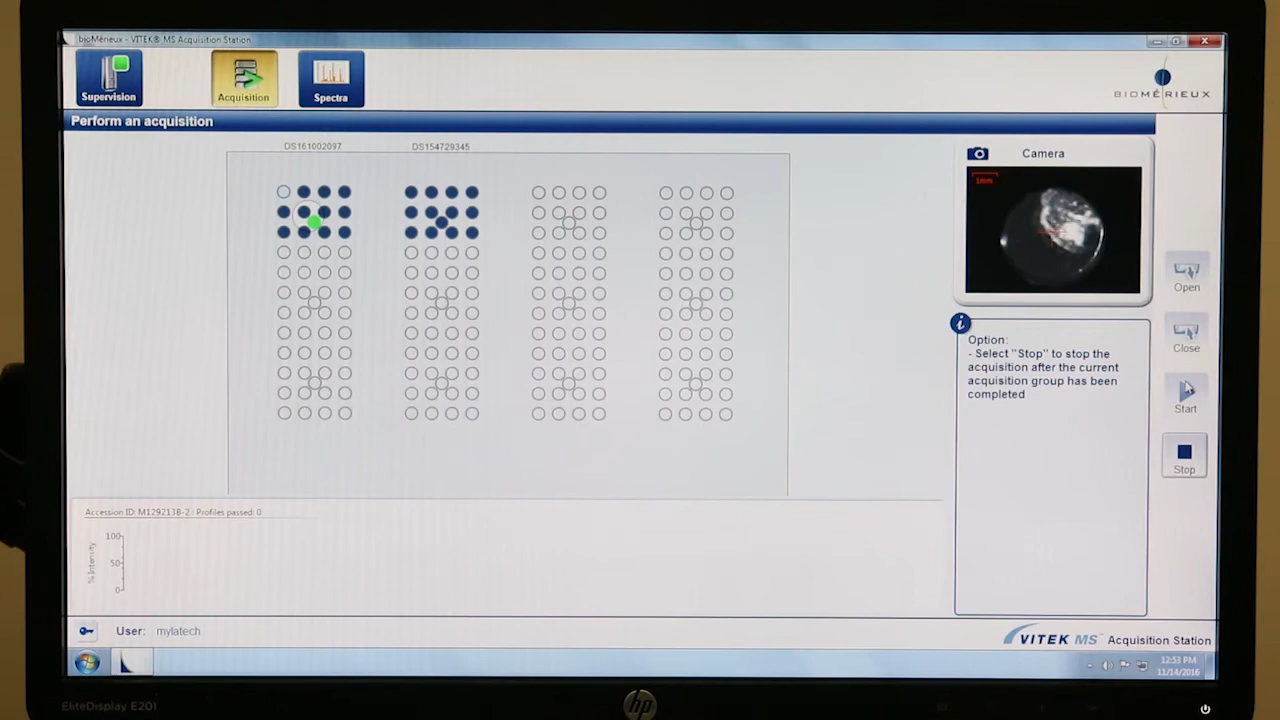 bioMérieux - VITEK® MS Acquisition Station
Supervision
Acquisition
Spectra
BIOMÉRIEUX
Perform an acquisition
DS161002097
DS154729345
Camera
1mm
Open
Option:
- Select "Stop" to stop the
acquisition after the current
acquisition group has been
completed
Close
Start
Stop
Accession ID: M129213B-2 : Profiles passed: 0
% Intensity
100
50
0
User: mylatech
VITEK MS™ Acquisition Station
12:53 PM
11/14/2016
EliteDisplay E201
hp